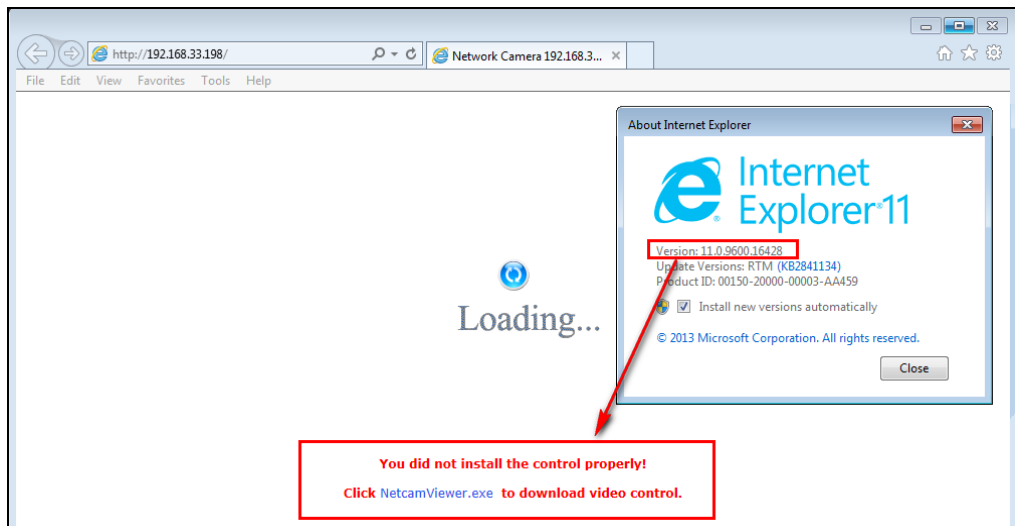 http://192.168.33.198/
Network Camera 192.168.3...
File Edit View Favorites Tools Help
About Internet Explorer
Internet
Explorer®11
Version: 11.0.9600.16428
Update Versions: RTM (KB2841134)
Product ID: 00150-20000-00003-AA459
Install new versions automatically
© 2013 Microsoft Corporation. All rights reserved.
Close
Loading...
You did not install the control properly!
Click NetcamViewer.exe to download video control.